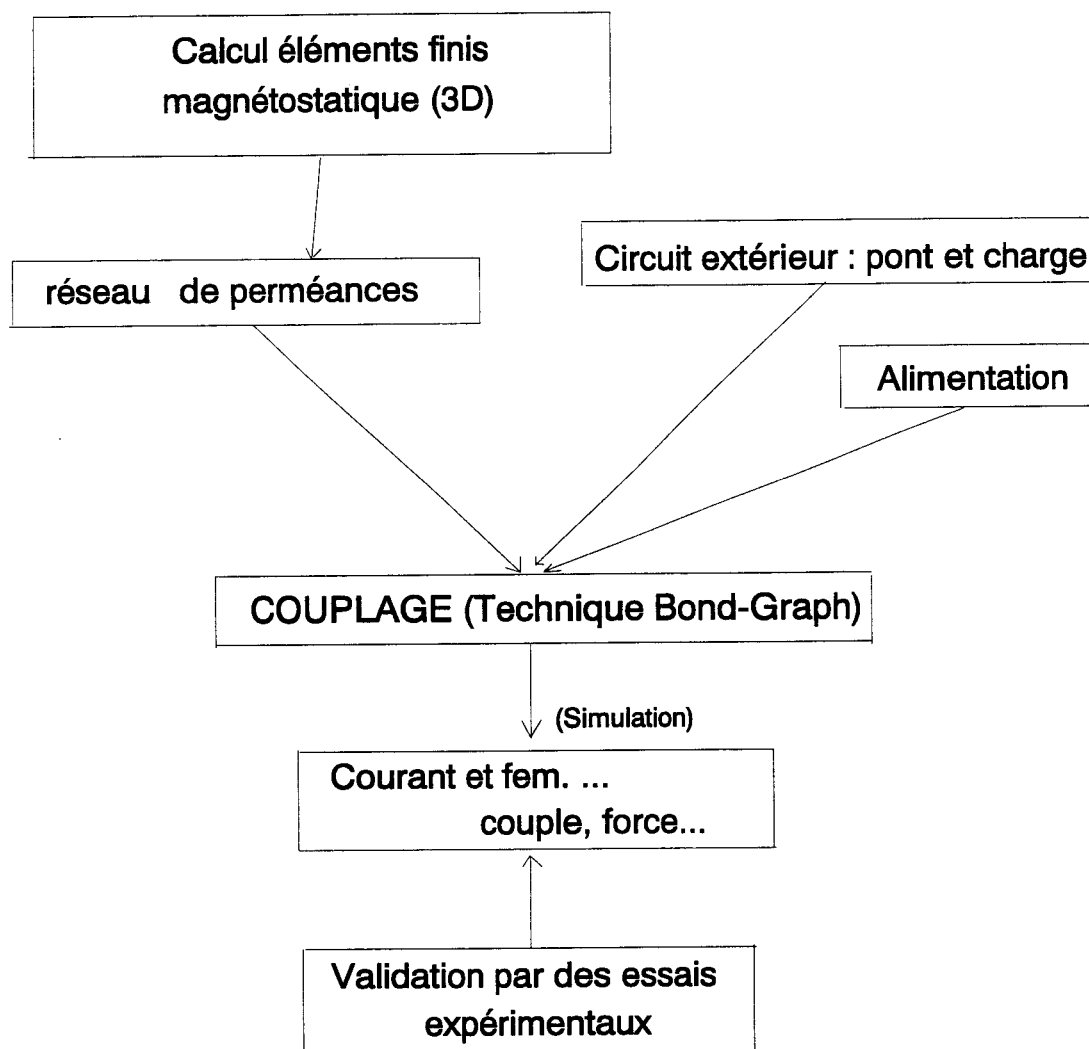 Calcul éléments finis
magnétostatique (3D)
réseau de perméances
Circuit extérieur : pont et charge
Alimentation
COUPLAGE (Technique Bond-Graph)
(Simulation)
Courant et fem. ...
couple, force...
Validation par des essais
expérimentaux